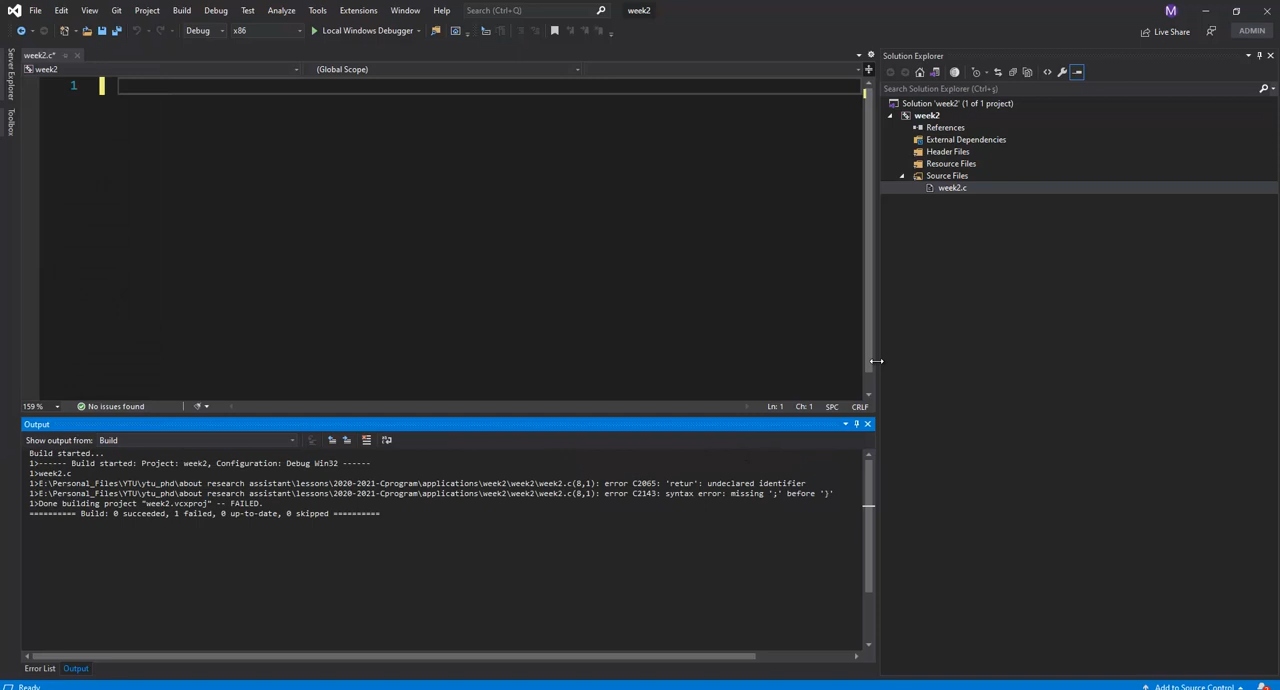 File Edit View Git Project Build Debug Test Analyze Tools Extensions Window Help Search (Ctrl+Q) week2 M
Debug x86 Local Windows Debugger Live Share ADMIN
Server Explorer
Toolbox
week2.c*
week2 (Global Scope)
1
159 % No issues found Ln: 1 Ch: 1 SPC CRLF
Output
Show output from: Build
Build started...
1>------ Build started: Project: week2, Configuration: Debug Win32 ------
1>week2.c
1>E:\Personal_Files\YTU\ytu_phd\about research assistant\lessons\2020-2021-Cprogram\applications\week2\week2\week2.c(8,1): error C2065: 'retur': undeclared identifier
1>E:\Personal_Files\YTU\ytu_phd\about research assistant\lessons\2020-2021-Cprogram\applications\week2\week2\week2.c(8,1): error C2143: syntax error: missing ';' before '}'
1>Done building project "week2.vcxproj" -- FAILED.
========== Build: 0 succeeded, 1 failed, 0 up-to-date, 0 skipped ==========
Error List Output
Solution Explorer
Search Solution Explorer (Ctrl+ş)
Solution 'week2' (1 of 1 project)
week2
References
External Dependencies
Header Files
Resource Files
Source Files
week2.c
Ready Add to Source Control